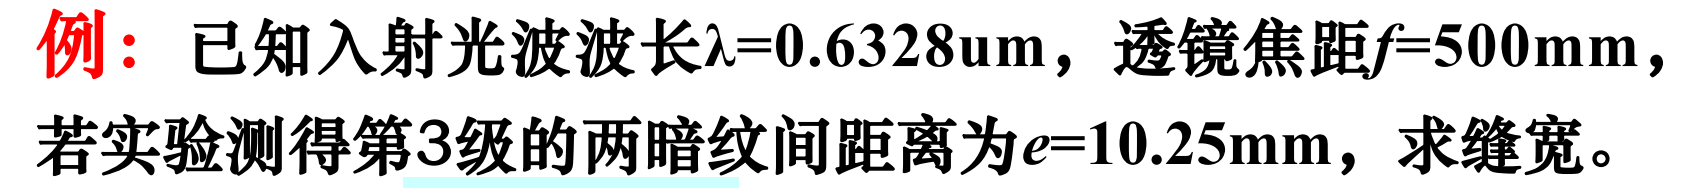 例：已知入射光波波长λ=0.6328um，透镜焦距f=500mm，
若实验测得第3级的两暗纹间距离为e=10.25mm，求缝宽。